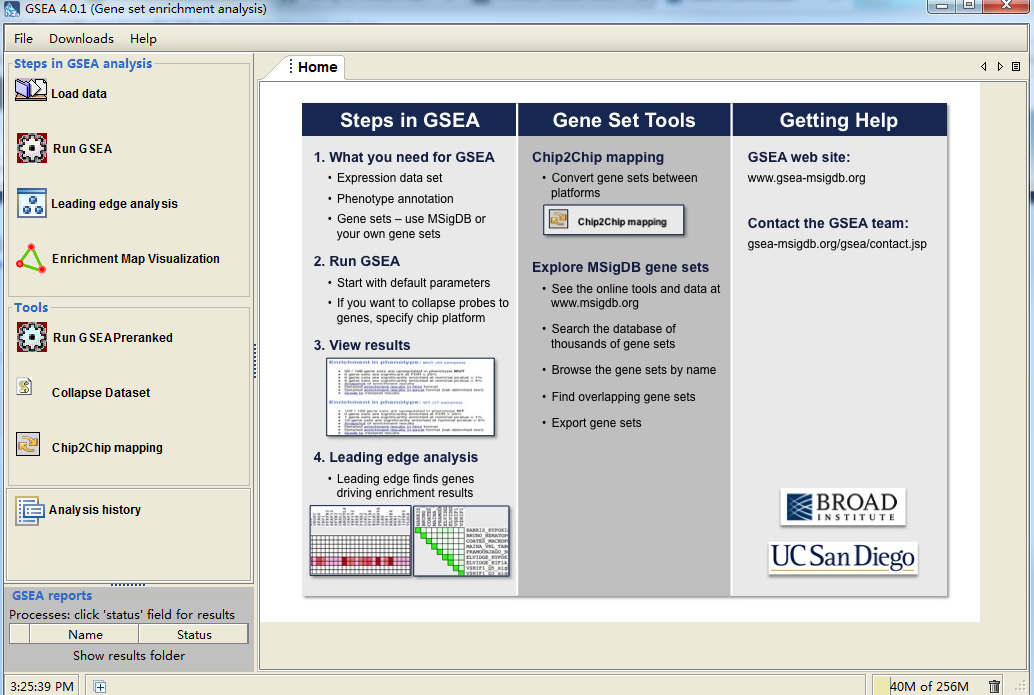 GSEA 4.0.1 (Gene set enrichment analysis)
File Downloads Help
Steps in GSEA analysis
Load data
Run GSEA
Leading edge analysis
Enrichment Map Visualization
Tools
Run GSEAPreranked
Collapse Dataset
Chip2Chip mapping
Analysis history
GSEA reports
Processes: click 'status' field for results
Name Status
Show results folder
3:25:39 PM
Home
Steps in GSEA
1. What you need for GSEA
• Expression data set
• Phenotype annotation
• Gene sets – use MSigDB or
your own gene sets
2. Run GSEA
• Start with default parameters
• If you want to collapse probes to
genes, specify chip platform
3. View results
Enrichment in phenotype:
Enrichment in phenotype:
4. Leading edge analysis
• Leading edge finds genes
driving enrichment results
Gene Set Tools
Chip2Chip mapping
• Convert gene sets between
platforms
Chip2Chip mapping
Explore MSigDB gene sets
• See the online tools and data at
www.msigdb.org
• Search the database of
thousands of gene sets
• Browse the gene sets by name
• Find overlapping gene sets
• Export gene sets
Getting Help
GSEA web site:
www.gsea-msigdb.org
Contact the GSEA team:
gsea-msigdb.org/gsea/contact.jsp
BROAD
INSTITUTE
UC San Diego
40M of 256M